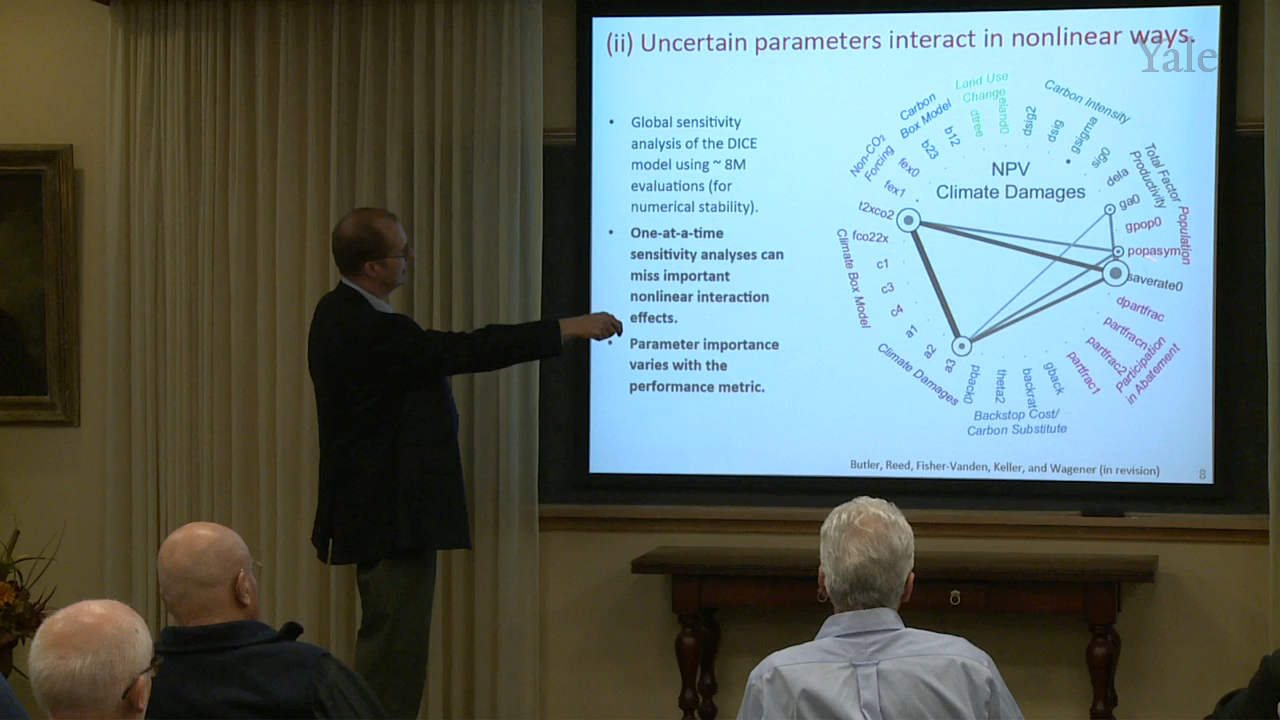 (ii) Uncertain parameters interact in nonlinear ways.
Yale
• Global sensitivity
analysis of the DICE
model using ~ 8M
evaluations (for
numerical stability).
• One-at-a-time
sensitivity analyses can
miss important
nonlinear interaction
effects.
• Parameter importance
varies with the
performance metric.
NPV
Climate Damages
Non-CO₂
Forcing
fex1
fex0
Carbon
Box Model
b23
b12
Land Use
Change
dtree
eland0
Carbon Intensity
dsig2
dsig
gsigma
sig0
Total Factor
Productivity
dela
ga0
Population
gpop0
popasym
saverate0
dpartfrac
partfracn
partfrac2
partfrac1
Participation
in Abatement
gback
backrat
theta2
pback0
Backstop Cost/
Carbon Substitute
Climate Damages
a3
a2
a1
Climate Box Model
c4
c3
c1
fco22x
t2xco2
Butler, Reed, Fisher-Vanden, Keller, and Wagener (in revision)
8